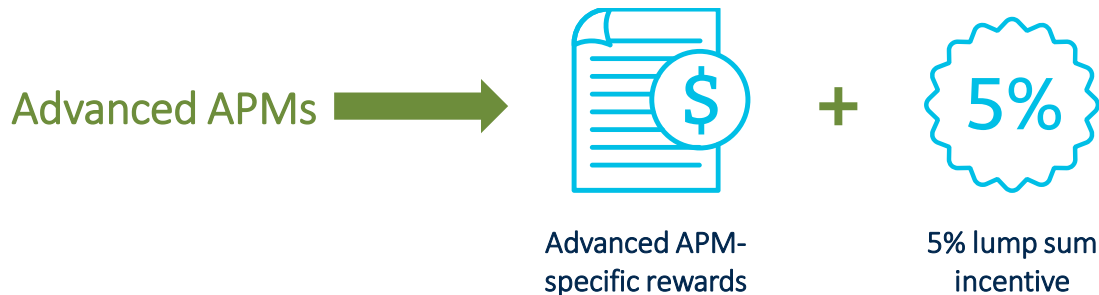 Advanced APMs
$
+
5%
Advanced APM-
specific rewards
5% lump sum
incentive